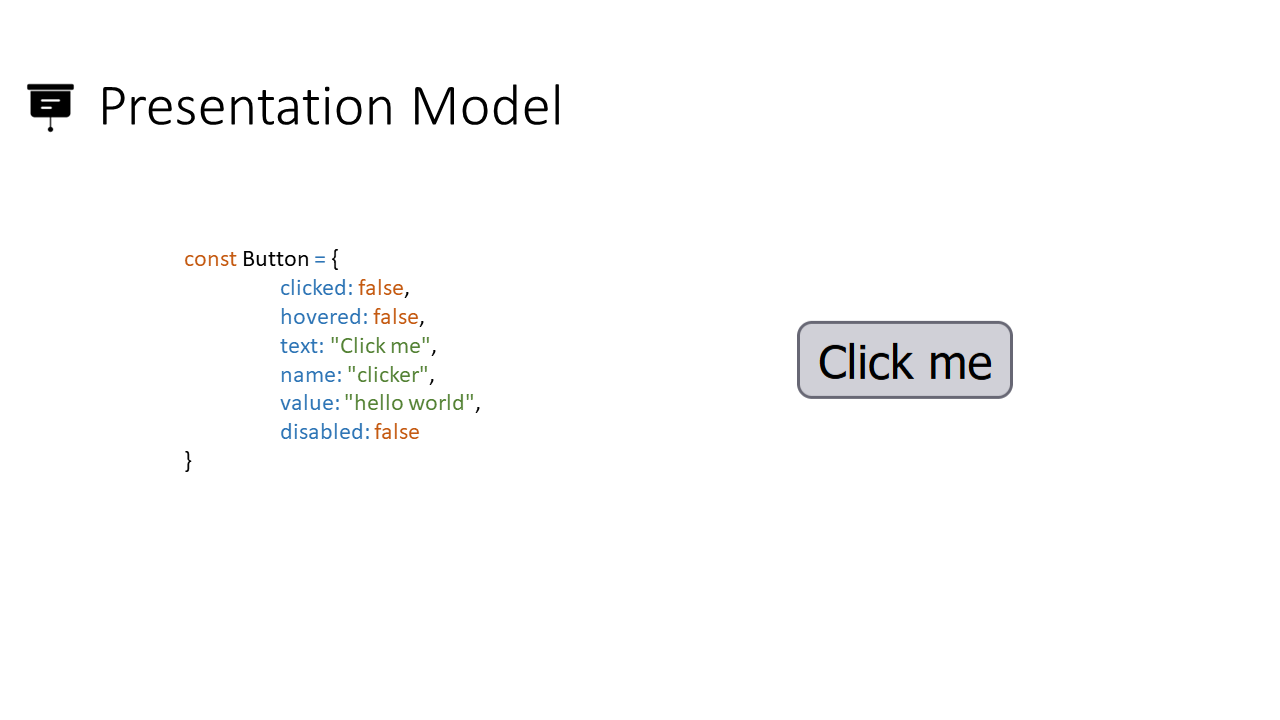 Presentation Model
const Button = {
clicked: false,
hovered: false,
text: "Click me",
name: "clicker",
value: "hello world",
disabled: false
}
Click me